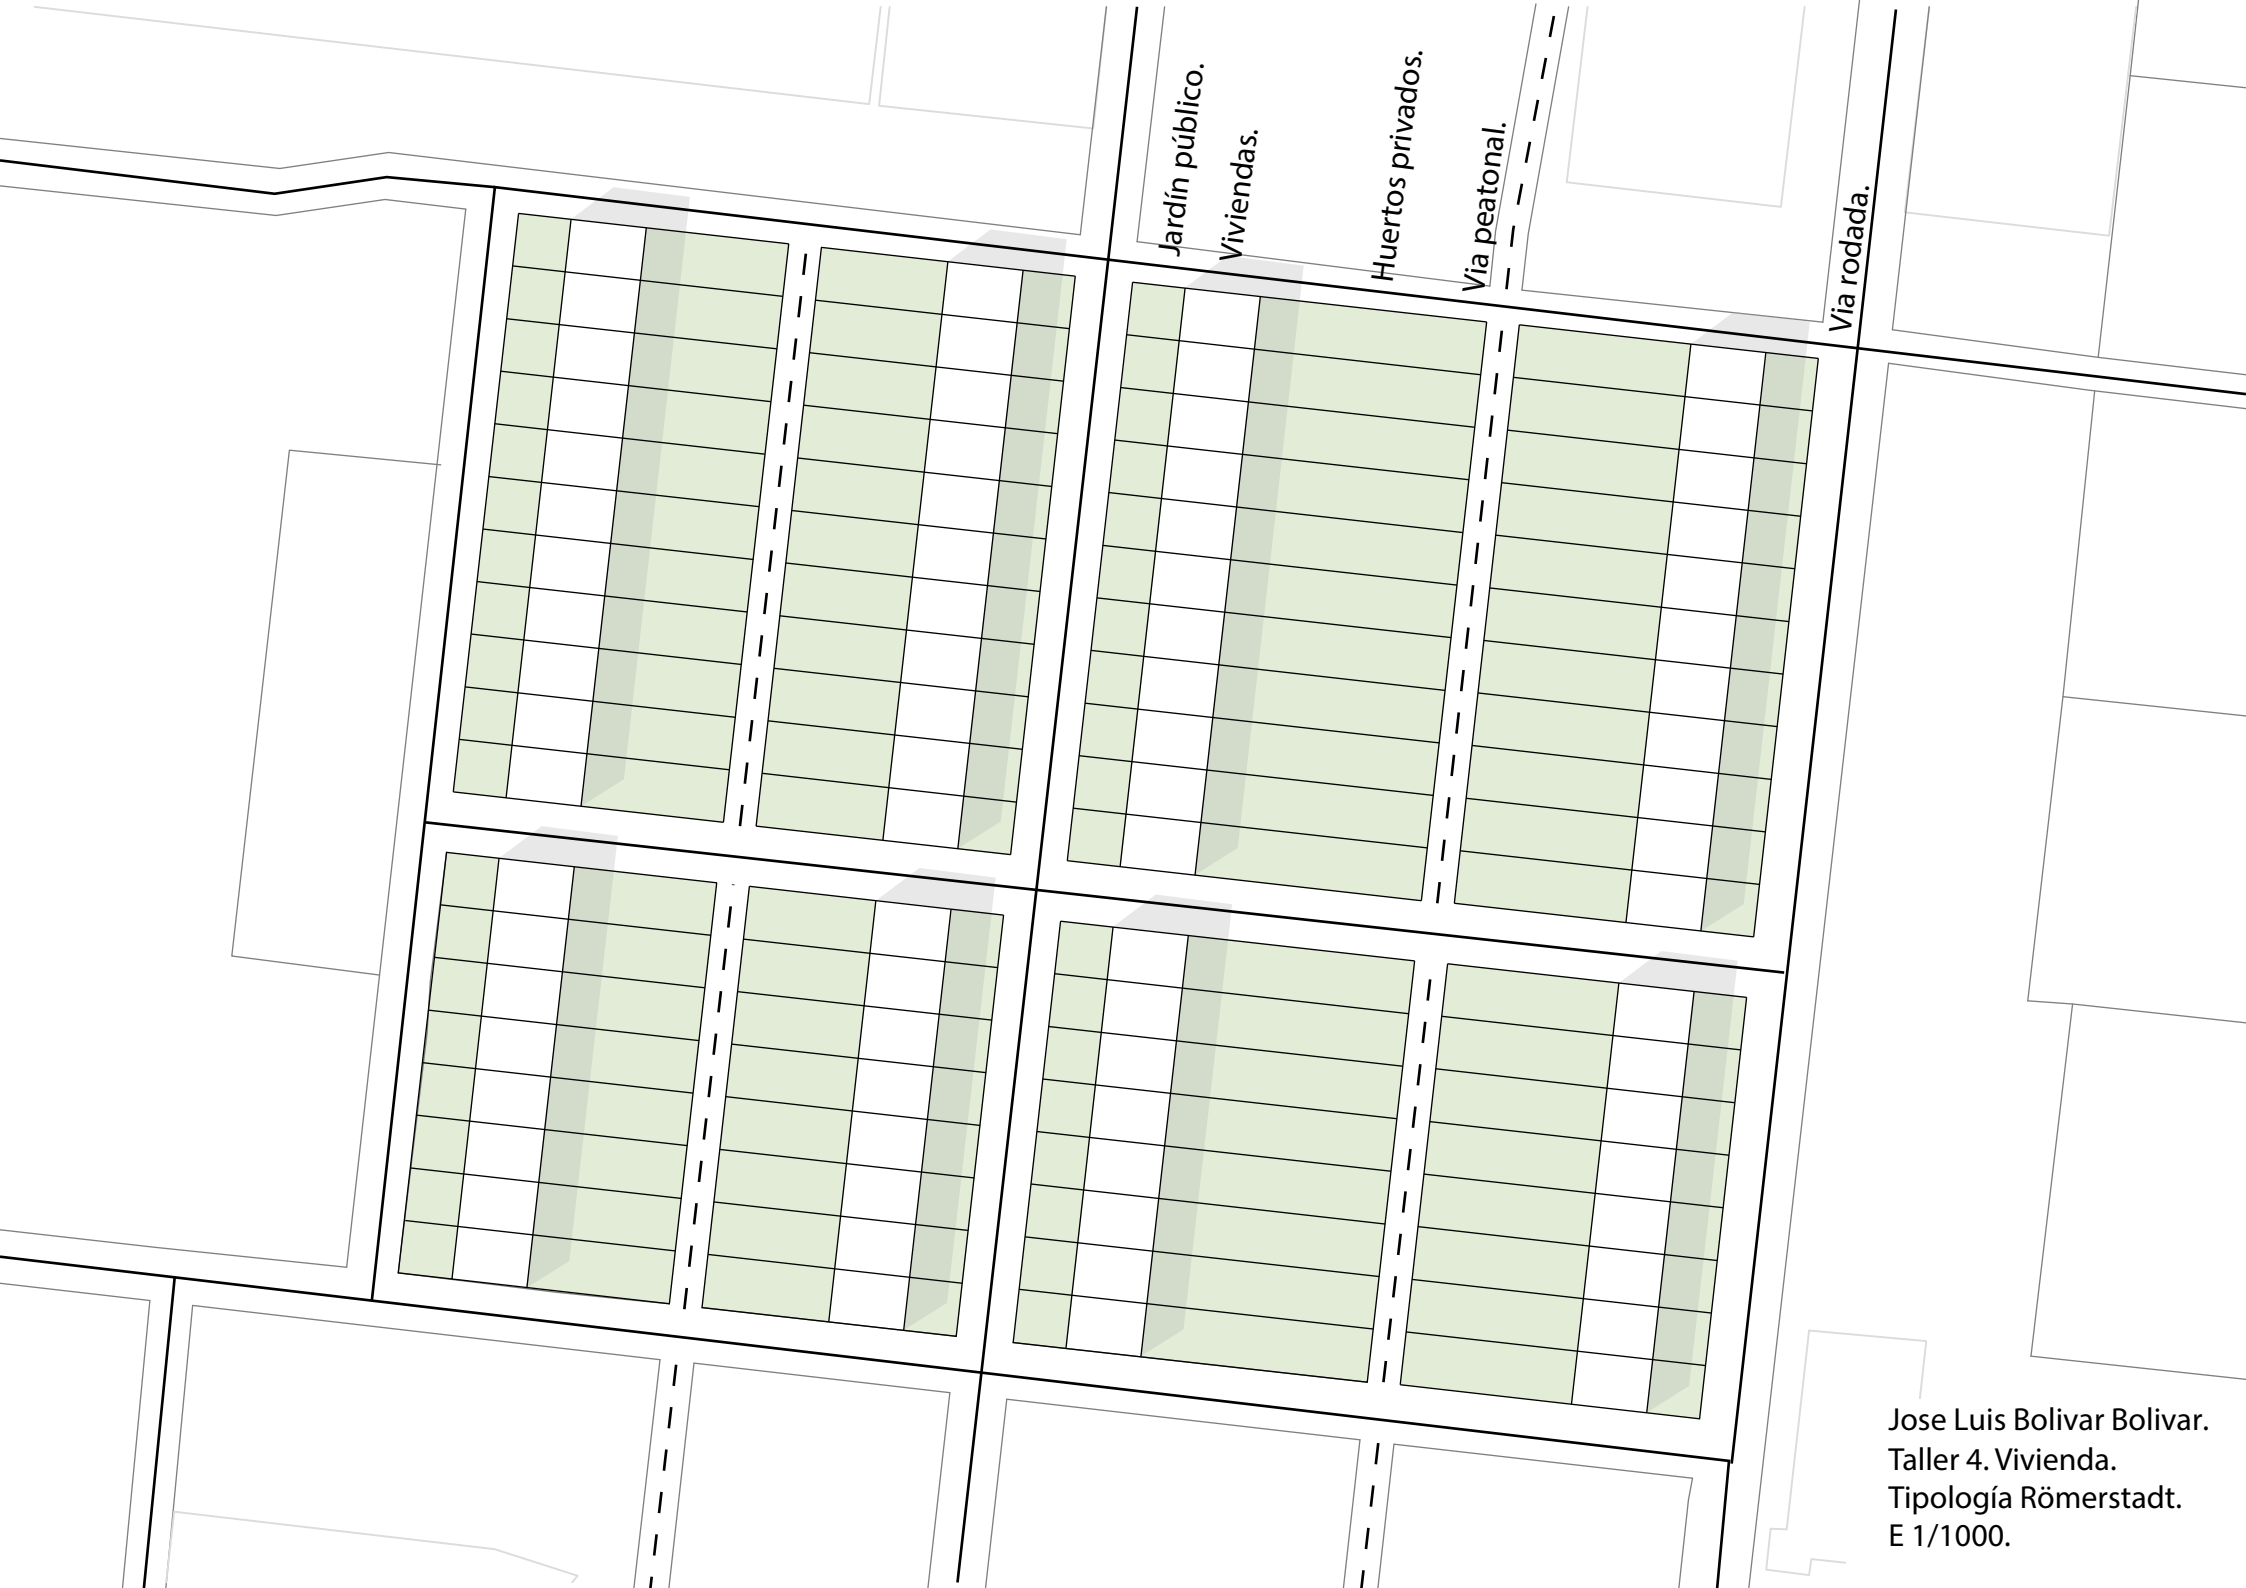 Jardín público.
Viviendas.
Huertos privados.
Via peatonal.
Via rodada.
Jose Luis Bolivar Bolivar.
Taller 4. Vivienda.
Tipología Römerstadt.
E 1/1000.